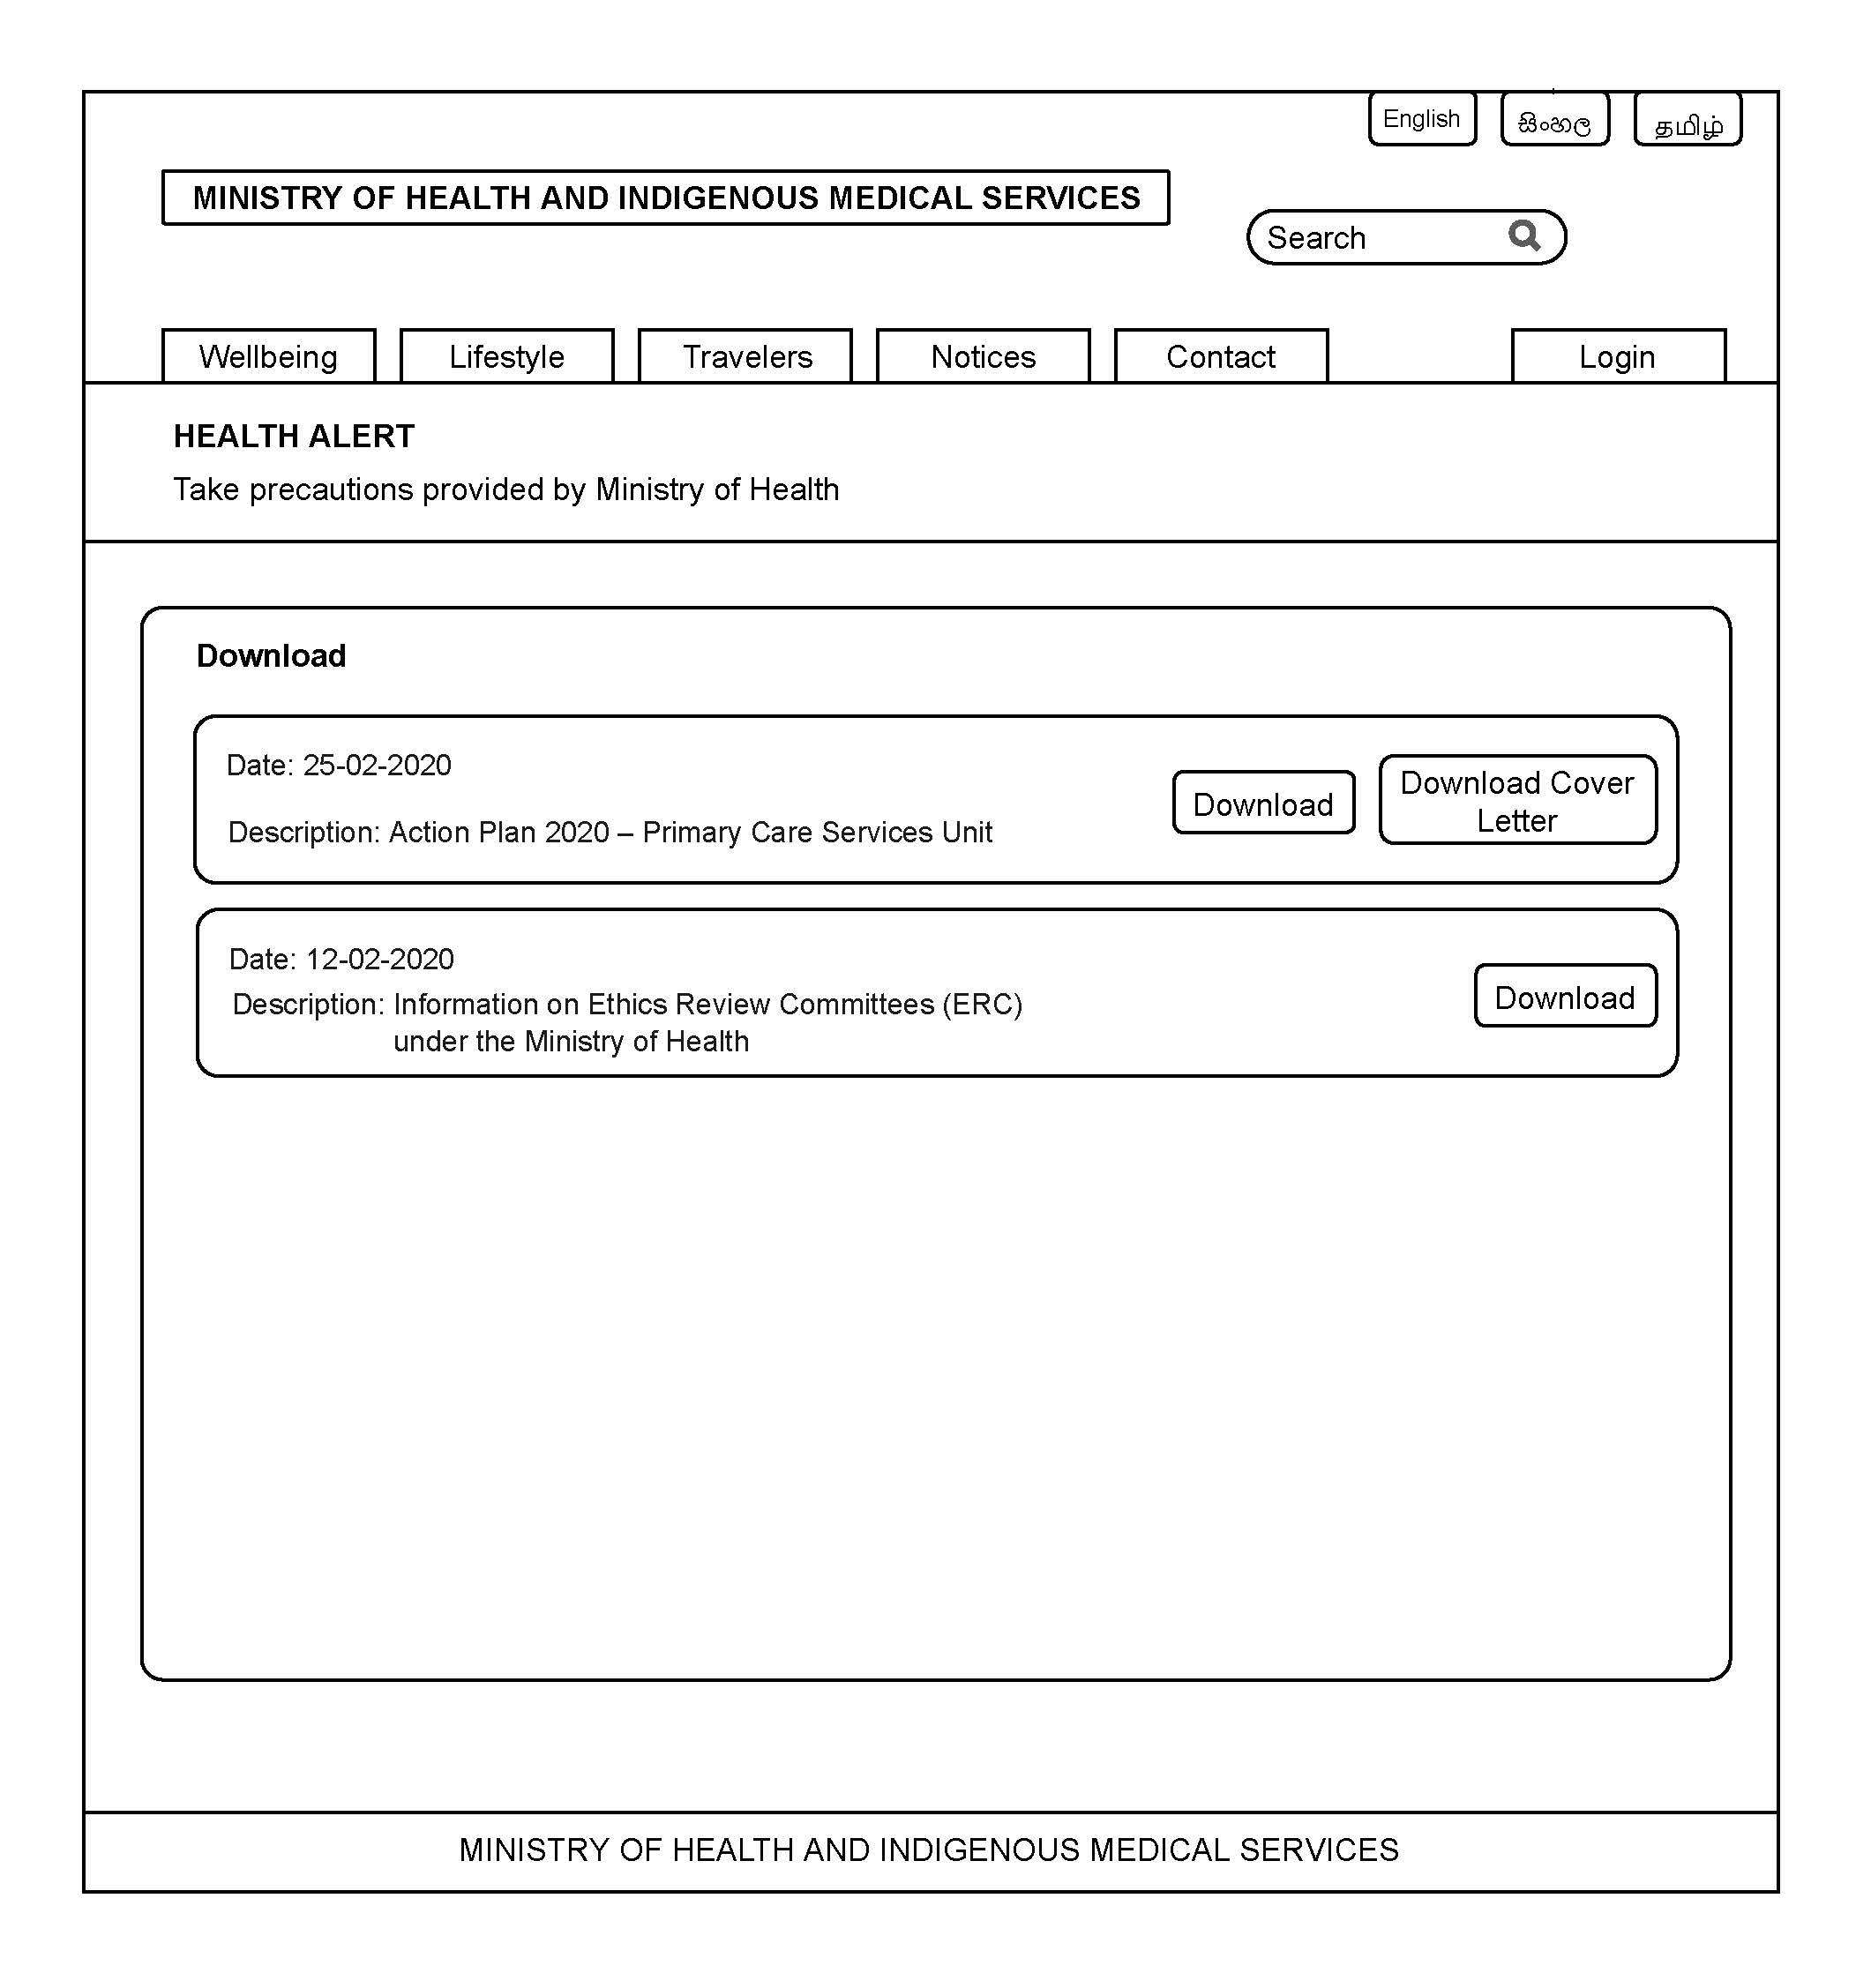 English
සිංහල
தமிழ்
MINISTRY OF HEALTH AND INDIGENOUS MEDICAL SERVICES
Search
Wellbeing
Lifestyle
Travelers
Notices
Contact
Login
HEALTH ALERT
Take precautions provided by Ministry of Health
Download
Date: 25-02-2020
Description: Action Plan 2020 – Primary Care Services Unit
Download
Download Cover
Letter
Date: 12-02-2020
Description: Information on Ethics Review Committees (ERC)
under the Ministry of Health
Download
MINISTRY OF HEALTH AND INDIGENOUS MEDICAL SERVICES